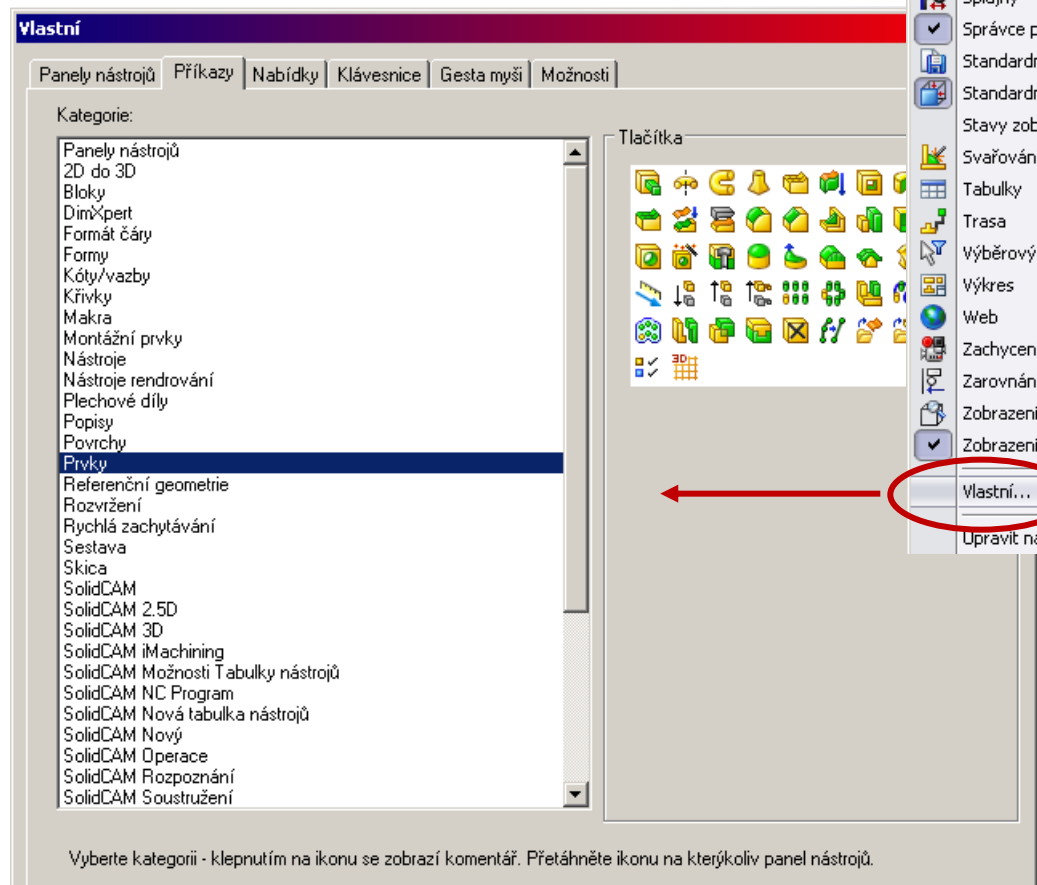 Vlastní
Panely nástrojů Příkazy Nabídky Klávesnice Gesta myši Možnosti
Kategorie:
Panely nástrojů
2D do 3D
Bloky
DimXpert
Formát čáry
Formy
Kóty/vazby
Křivky
Makra
Montážní prvky
Nástroje
Nástroje rendrování
Plechové díly
Popisy
Povrchy
Prvky
Referenční geometrie
Rozvržení
Rychlá zachytávání
Sestava
Skica
SolidCAM
SolidCAM 2.5D
SolidCAM 3D
SolidCAM iMachining
SolidCAM Možnosti Tabulky nástrojů
SolidCAM NC Program
SolidCAM Nová tabulka nástrojů
SolidCAM Nový
SolidCAM Operace
SolidCAM Rozpoznání
SolidCAM Soustružení
Tlačítka
3D
Vyberte kategorii - klepnutím na ikonu se zobrazí komentář. Přetáhněte ikonu na kterýkoliv panel nástrojů.
Správce p
Standardn
Standardn
Stavy zob
Svařován
Tabulky
Trasa
Výběrový
Výkres
Web
Zachycen
Zarovnán
Zobrazení
Zobrazení
Vlastní...
Upravit na